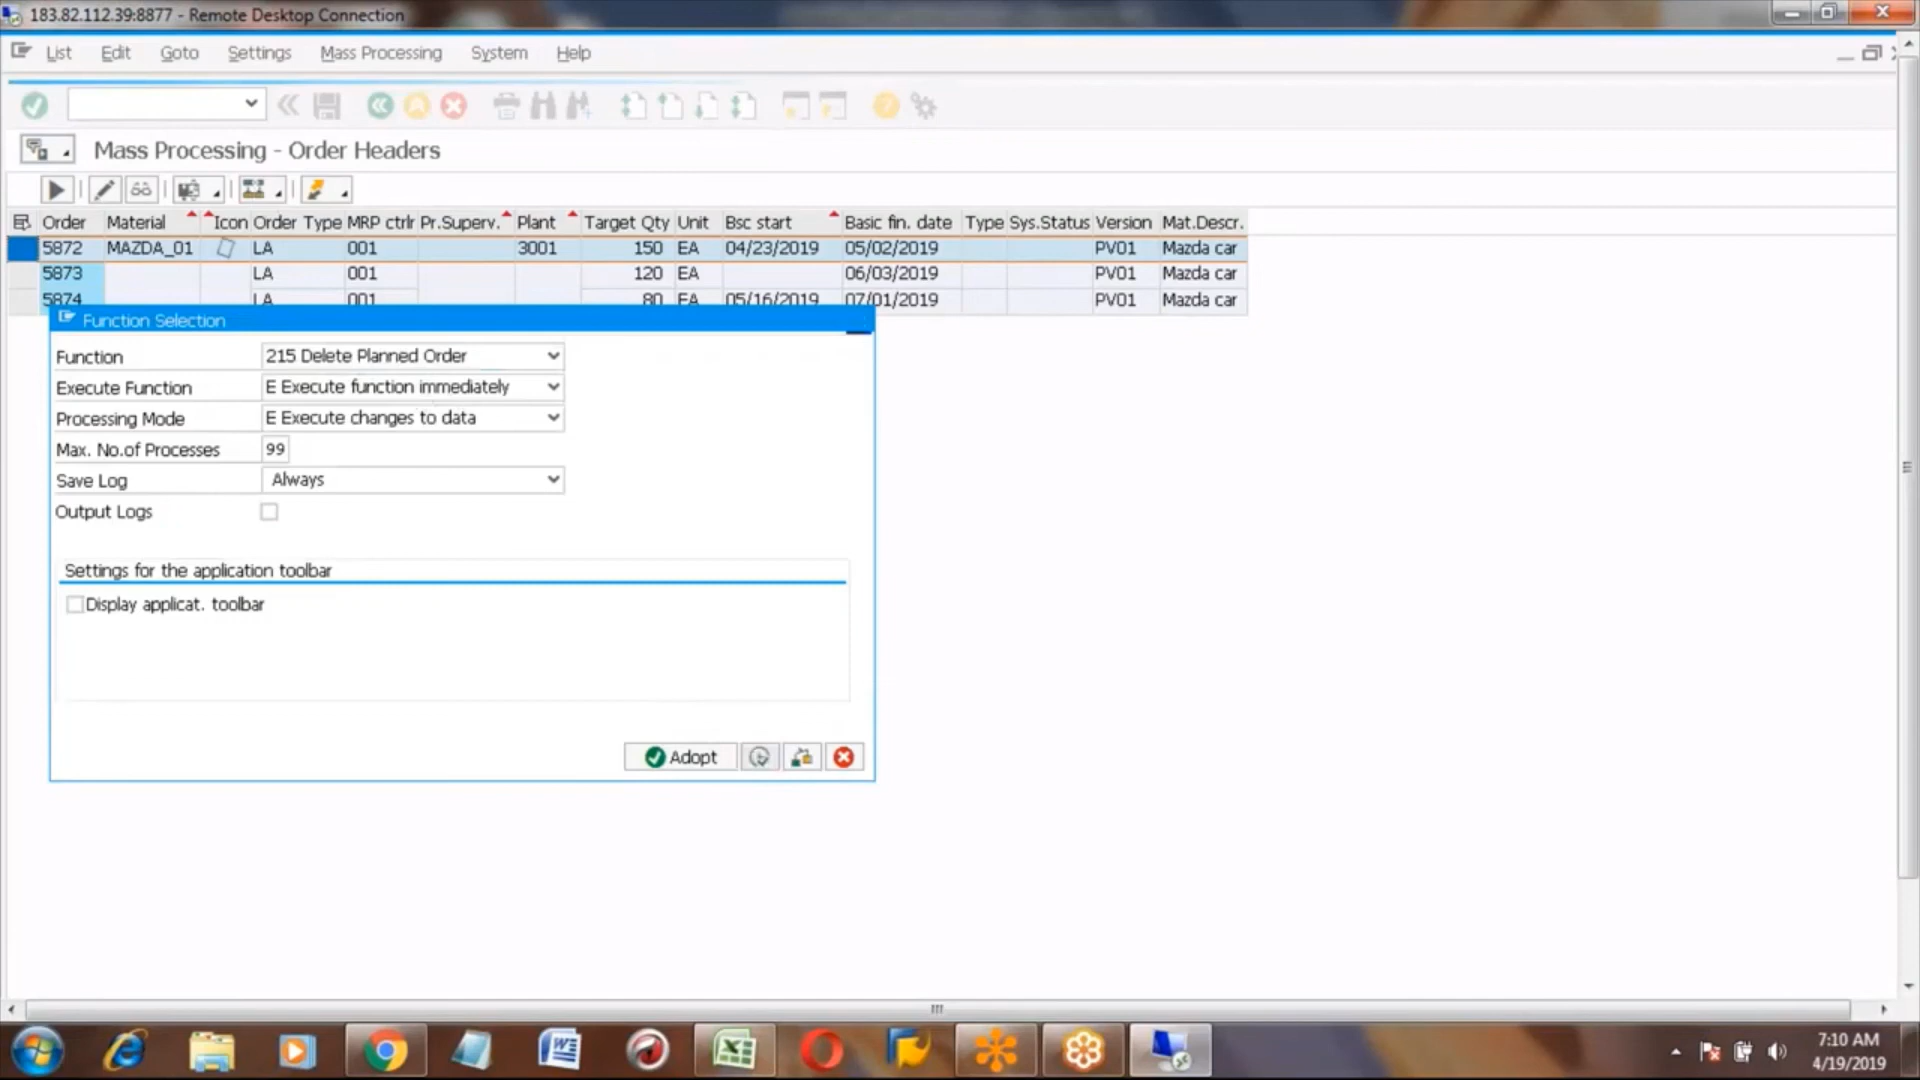 183.82.112.39:8877 - Remote Desktop Connection
List Edit Goto Settings Mass Processing System Help
Mass Processing - Order Headers
Order Material Icon Order Type MRP ctrlr Pr.Superv. Plant Target Qty Unit Bsc start Basic fin. date Type Sys.Status Version Mat.Descr.
5872 MAZDA_01 LA 001 3001 150 EA 04/23/2019 05/02/2019 PV01 Mazda car
5873 LA 001 120 EA 06/03/2019 PV01 Mazda car
5874 LA 001 80 EA 05/16/2019 07/01/2019 PV01 Mazda car
Function Selection
Function 215 Delete Planned Order
Execute Function E Execute function immediately
Processing Mode E Execute changes to data
Max. No.of Processes 99
Save Log Always
Output Logs
Settings for the application toolbar
Display applicat. toolbar
Adopt
7:10 AM
4/19/2019